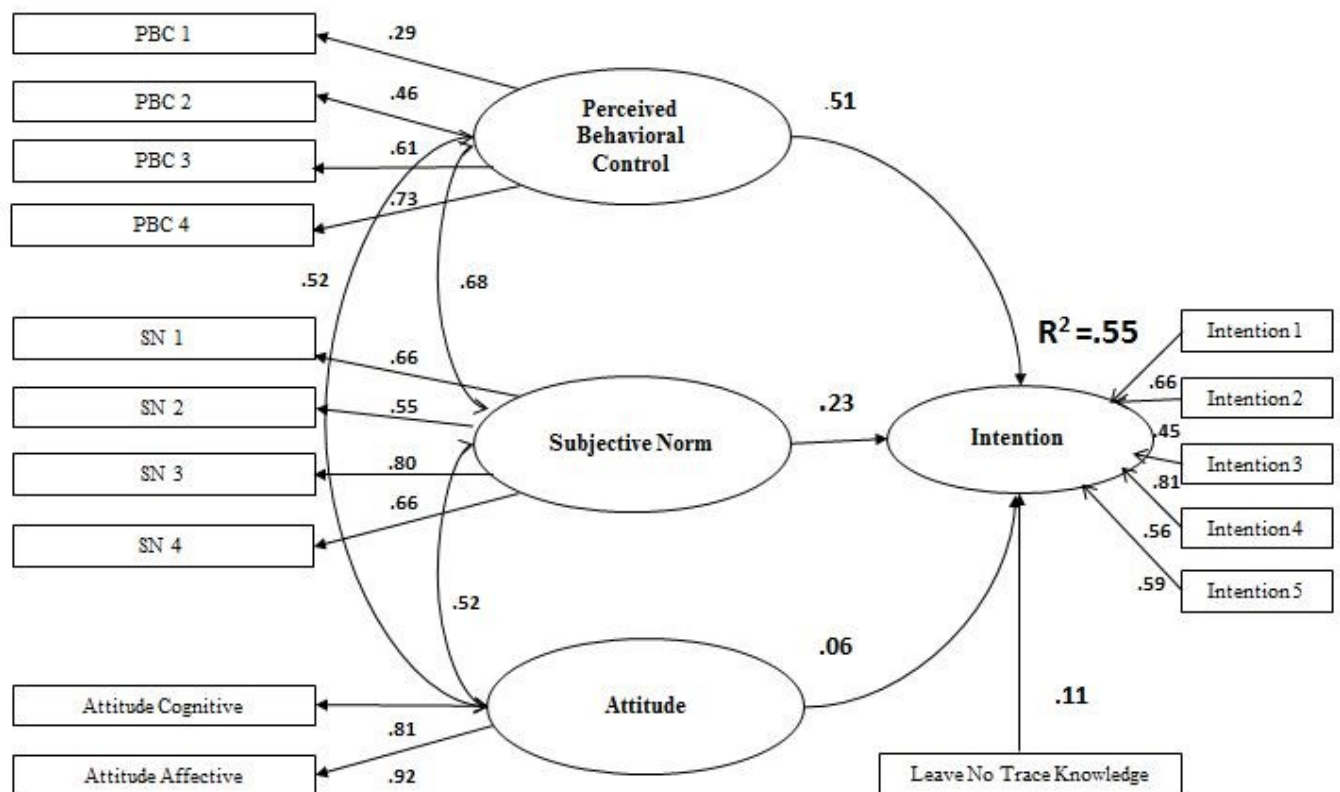 PBC 1
.29
PBC 2
.46
PBC 3
.61
PBC 4
.73
Perceived
Behavioral
Control
.51
.52
.68
SN 1
.66
SN 2
.55
SN 3
.80
SN 4
.66
Subjective Norm
.23
R² =.55
Intention
Intention 1
.66
Intention 2
.45
Intention 3
.81
Intention 4
.56
Intention 5
.59
.52
Attitude
.06
Attitude Cognitive
.81
Attitude Affective
.92
.11
Leave No Trace Knowledge